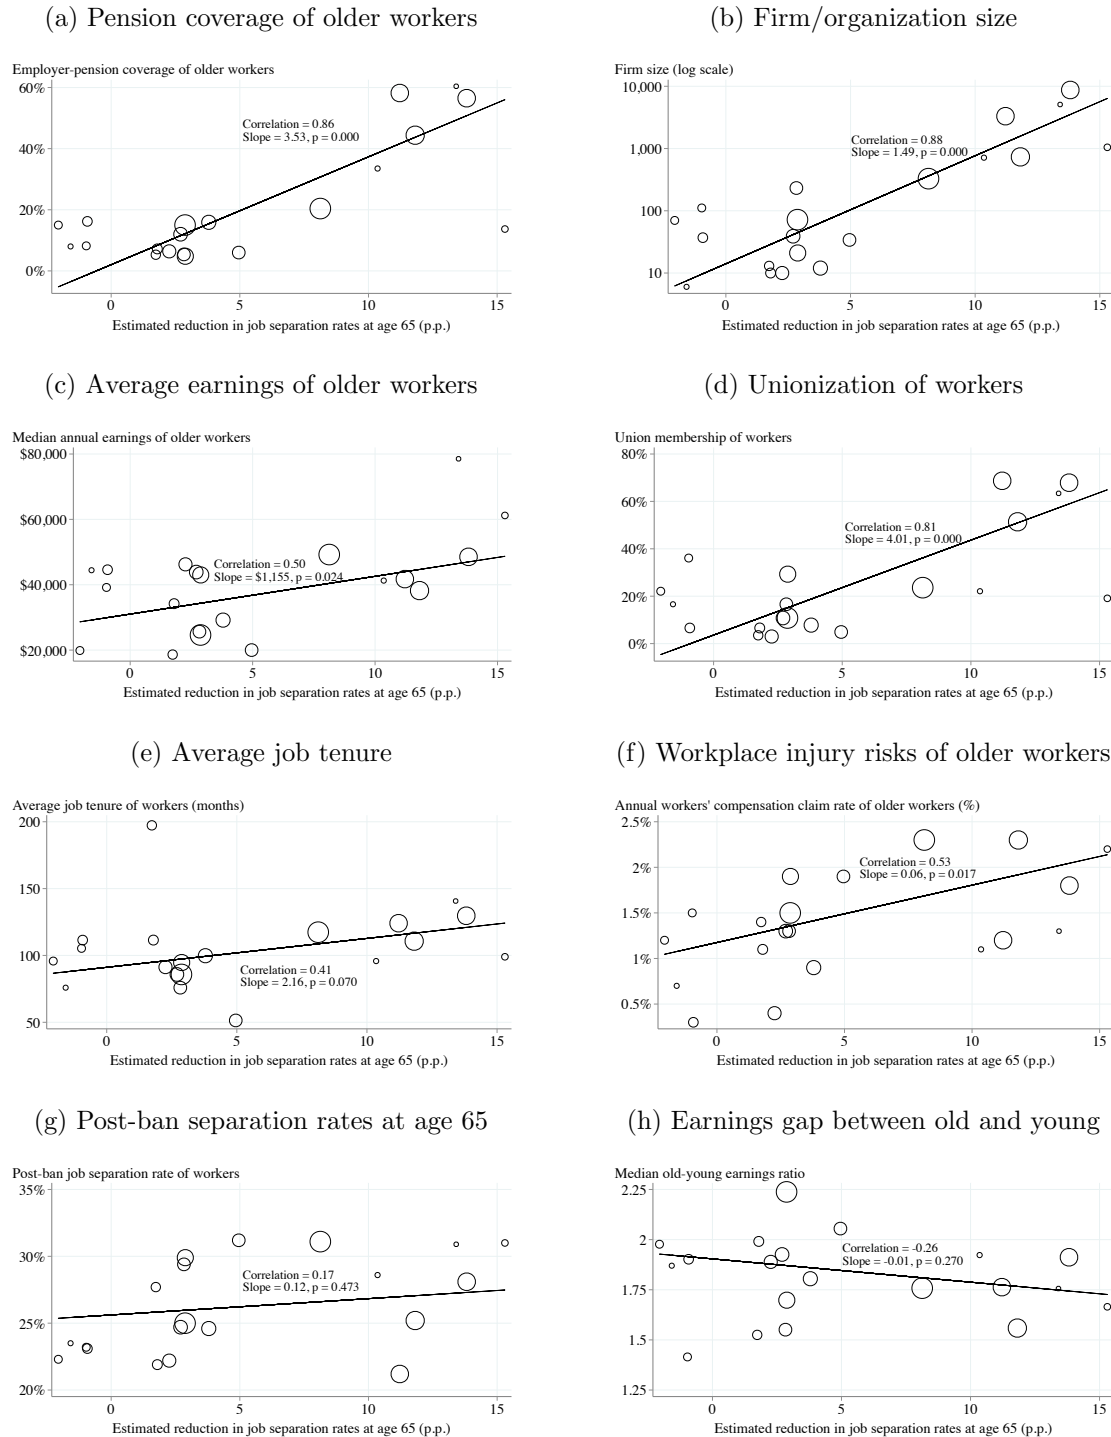 (a) Pension coverage of older workers
Employer-pension coverage of older workers
60%
40%
20%
0%
Correlation = 0.86
Slope = 3.53, p = 0.000
0 5 10 15
Estimated reduction in job separation rates at age 65 (p.p.)
(b) Firm/organization size
Firm size (log scale)
10,000
1,000
100
10
Correlation = 0.88
Slope = 1.49, p = 0.000
0 5 10 15
Estimated reduction in job separation rates at age 65 (p.p.)
(c) Average earnings of older workers
Median annual earnings of older workers
$80,000
$60,000
$40,000
$20,000
Correlation = 0.50
Slope = $1,155, p = 0.024
0 5 10 15
Estimated reduction in job separation rates at age 65 (p.p.)
(d) Unionization of workers
Union membership of workers
80%
60%
40%
20%
0%
Correlation = 0.81
Slope = 4.01, p = 0.000
0 5 10 15
Estimated reduction in job separation rates at age 65 (p.p.)
(e) Average job tenure
Average job tenure of workers (months)
200
150
100
50
Correlation = 0.41
Slope = 2.16, p = 0.070
0 5 10 15
Estimated reduction in job separation rates at age 65 (p.p.)
(f) Workplace injury risks of older workers
Annual workers' compensation claim rate of older workers (%)
2.5%
2%
1.5%
1%
0.5%
Correlation = 0.53
Slope = 0.06, p = 0.017
0 5 10 15
Estimated reduction in job separation rates at age 65 (p.p.)
(g) Post-ban separation rates at age 65
Post-ban job separation rate of workers
35%
30%
25%
20%
Correlation = 0.17
Slope = 0.12, p = 0.473
0 5 10 15
Estimated reduction in job separation rates at age 65 (p.p.)
(h) Earnings gap between old and young
Median old-young earnings ratio
2.25
2
1.75
1.5
1.25
Correlation = -0.26
Slope = -0.01, p = 0.270
0 5 10 15
Estimated reduction in job separation rates at age 65 (p.p.)